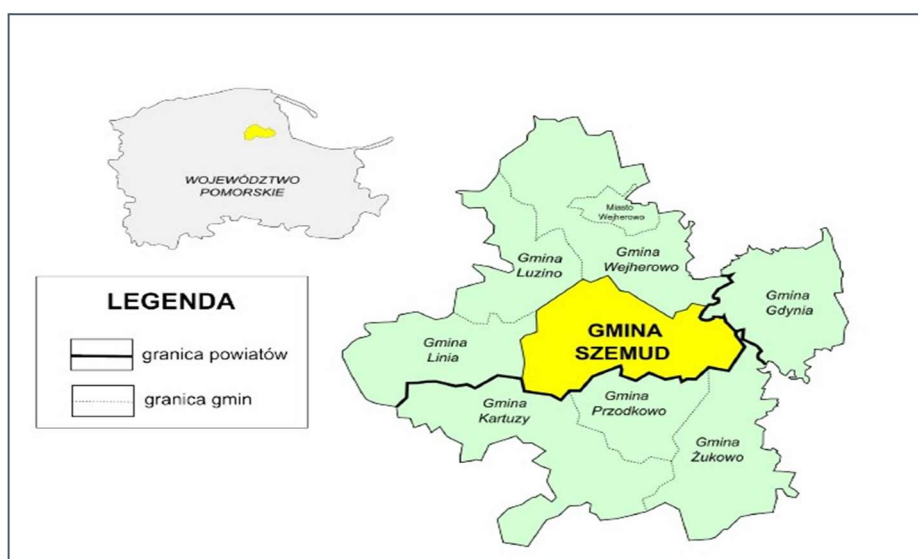 WOJEWÓDZTWO
POMORSKIE
LEGENDA
granica powiatów
granica gmin
Miasto
Wejherowo
Gmina
Luzino
Gmina
Wejherowo
Gmina
Gdynia
GMINA
SZEMUD
Gmina
Linia
Gmina
Kartuzy
Gmina
Przodkowo
Gmina
Żukowo